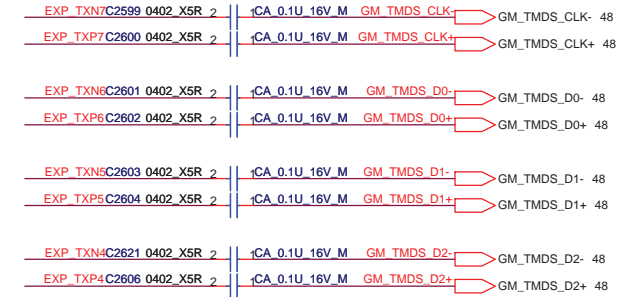 EXP_TXN7 C2599 0402_X5R 2 1 CA_0.1U_16V_M GM_TMDS_CLK- GM_TMDS_CLK- 48
EXP_TXP7 C2600 0402_X5R 2 1 CA_0.1U_16V_M GM_TMDS_CLK+ GM_TMDS_CLK+ 48
EXP_TXN6 C2601 0402_X5R 2 1 CA_0.1U_16V_M GM_TMDS_D0- GM_TMDS_D0- 48
EXP_TXP6 C2602 0402_X5R 2 1 CA_0.1U_16V_M GM_TMDS_D0+ GM_TMDS_D0+ 48
EXP_TXN5 C2603 0402_X5R 2 1 CA_0.1U_16V_M GM_TMDS_D1- GM_TMDS_D1- 48
EXP_TXP5 C2604 0402_X5R 2 1 CA_0.1U_16V_M GM_TMDS_D1+ GM_TMDS_D1+ 48
EXP_TXN4 C2621 0402_X5R 2 1 CA_0.1U_16V_M GM_TMDS_D2- GM_TMDS_D2- 48
EXP_TXP4 C2606 0402_X5R 2 1 CA_0.1U_16V_M GM_TMDS_D2+ GM_TMDS_D2+ 48